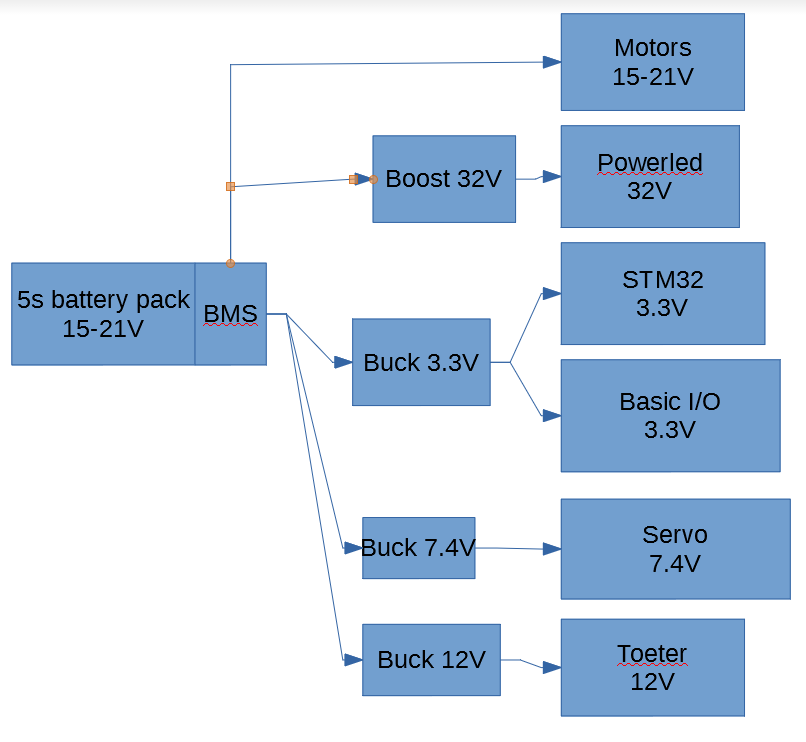 Motors
15-21V
Boost 32V
Powerled
32V
5s battery pack
15-21V
BMS
STM32
3.3V
Buck 3.3V
Basic I/O
3.3V
Buck 7.4V
Servo
7.4V
Buck 12V
Toeter
12V